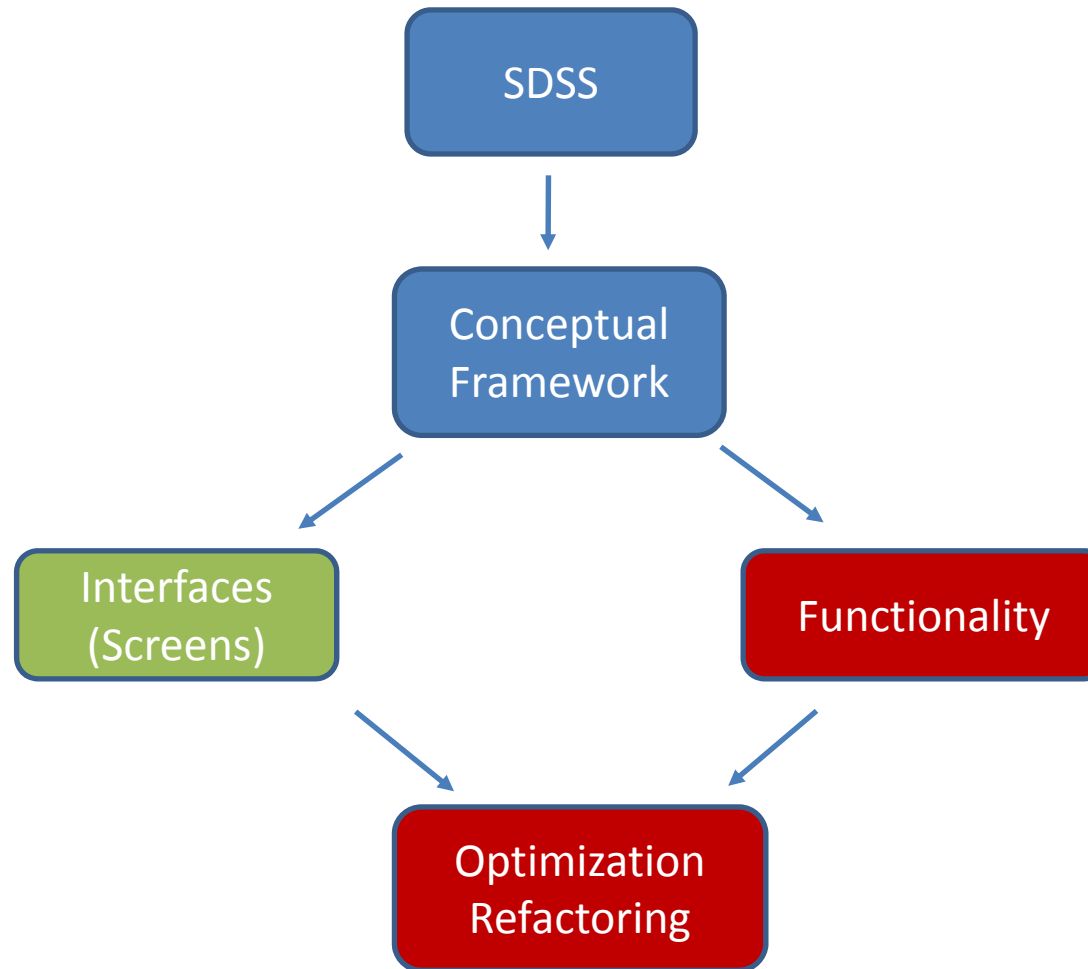 SDSS
Conceptual
Framework
Interfaces
(Screens)
Functionality
Optimization
Refactoring